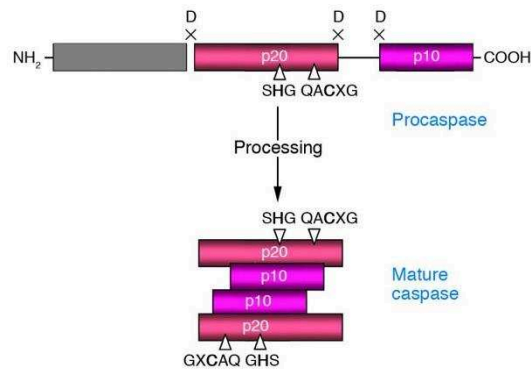 D D D
× × ×
NH2 p20 p10 COOH
SHG QACXG
Procaspase
Processing
SHG QACXG
p20
p10
Mature
caspase
p10
p20
GXCAQ GHS